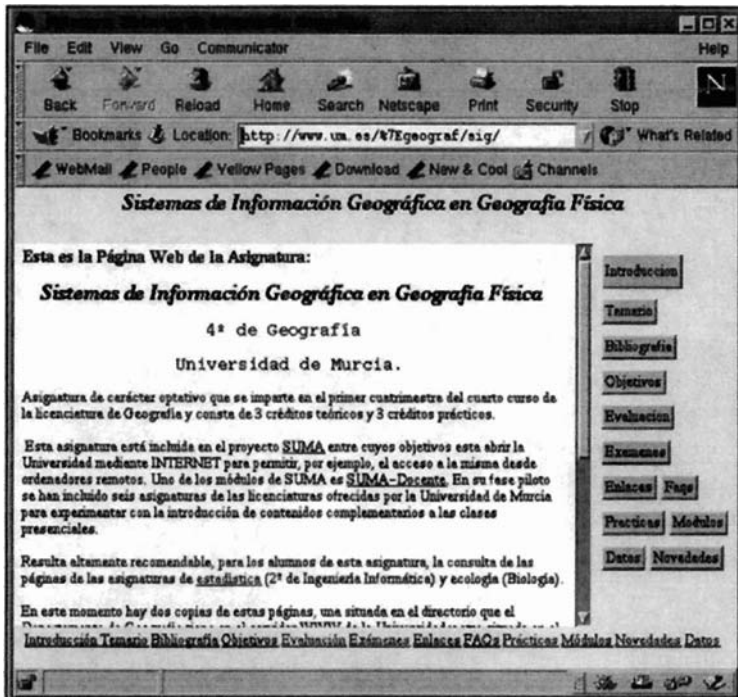 File Edit View Go Communicator Help
Back Forward Reload Home Search Netscape Print Security Stop
N
Bookmarks Location: http://www.um.es/%7Egeograf/sig/ What's Related
WebMail People Yellow Pages Download New & Cool Channels
Sistemas de Información Geográfica en Geografía Física
Esta es la Página Web de la Asignatura:
Sistemas de Información Geográfica en Geografía Física
4º de Geografía
Universidad de Murcia.
Asignatura de carácter optativo que se imparte en el primer cuatrimestre del cuarto curso de
la licenciatura de Geografía y consta de 3 créditos teóricos y 3 créditos prácticos.
Esta asignatura está incluida en el proyecto SUMA entre cuyos objetivos esta abrir la
Universidad mediante INTERNET para permitir, por ejemplo, el acceso a la misma desde
ordenadores remotos. Uno de los módulos de SUMA es SUMA-Docente. En su fase piloto
se han incluido seis asignaturas de las licenciaturas ofrecidas por la Universidad de Murcia
para experimentar con la introducción de contenidos complementarios a las clases
presenciales.
Resulta altamente recomendable, para los alumnos de esta asignatura, la consulta de las
páginas de las asignaturas de estadística (2º de Ingeniería Informática) y ecología (Biología).
En este momento hay dos copias de estas páginas, una situada en el directorio que el
Introduccion
Temario
Bibliografia
Objetivos
Evaluacion
Examenes
Enlaces Faqs
Practicas Modulos
Datos Novedades
Introducción Temario Bibliografía Objetivos Evaluación Exámenes Enlaces FAQs Prácticas Módulos Novedades Datos